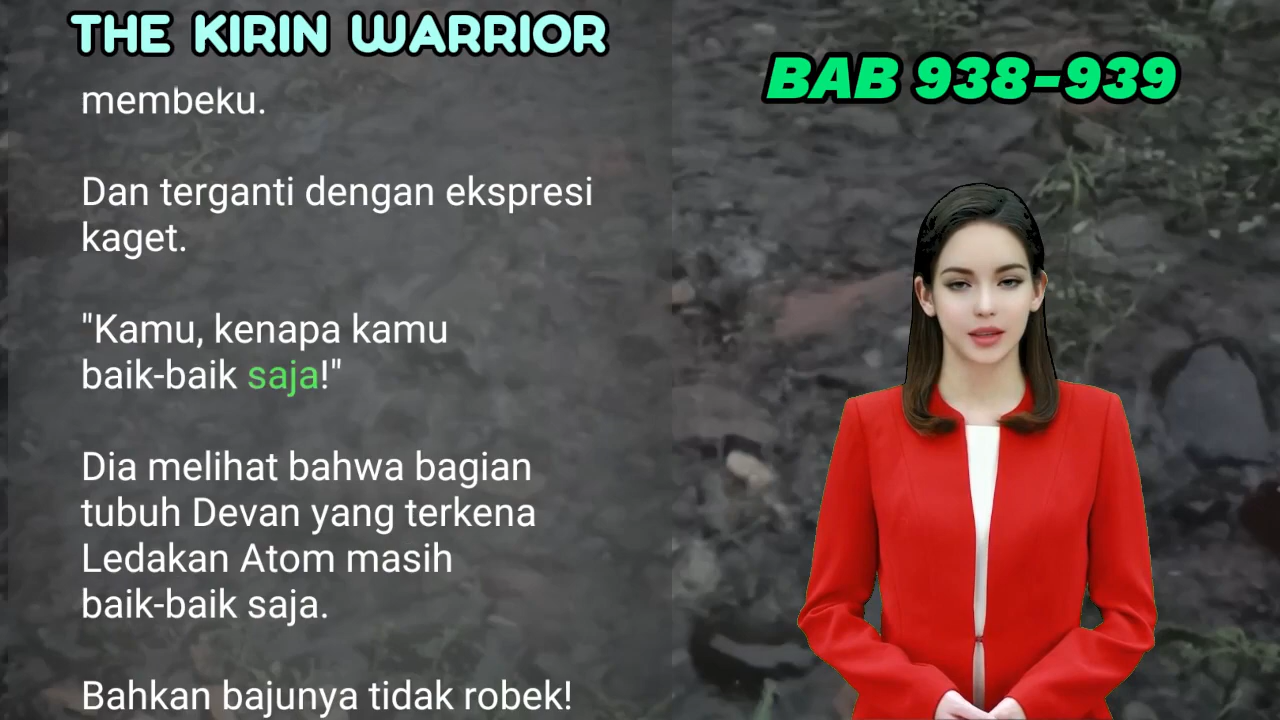 THE KIRIN WARRIOR
BAB 938-939
membeku.
Dan terganti dengan ekspresi
kaget.
"Kamu, kenapa kamu
baik-baik saja!"
Dia melihat bahwa bagian
tubuh Devan yang terkena
Ledakan Atom masih
baik-baik saja.
Bahkan bajunya tidak robek!